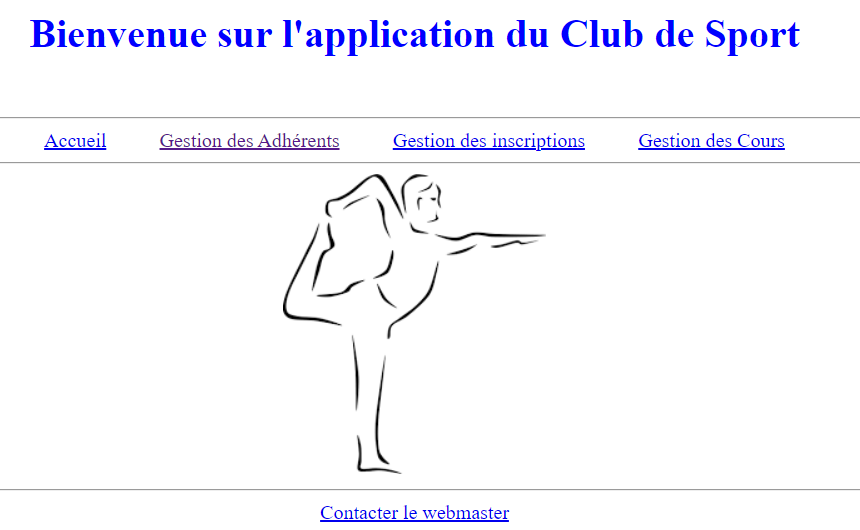 Bienvenue sur l'application du Club de Sport
Accueil Gestion des Adhérents Gestion des inscriptions Gestion des Cours
Contacter le webmaster